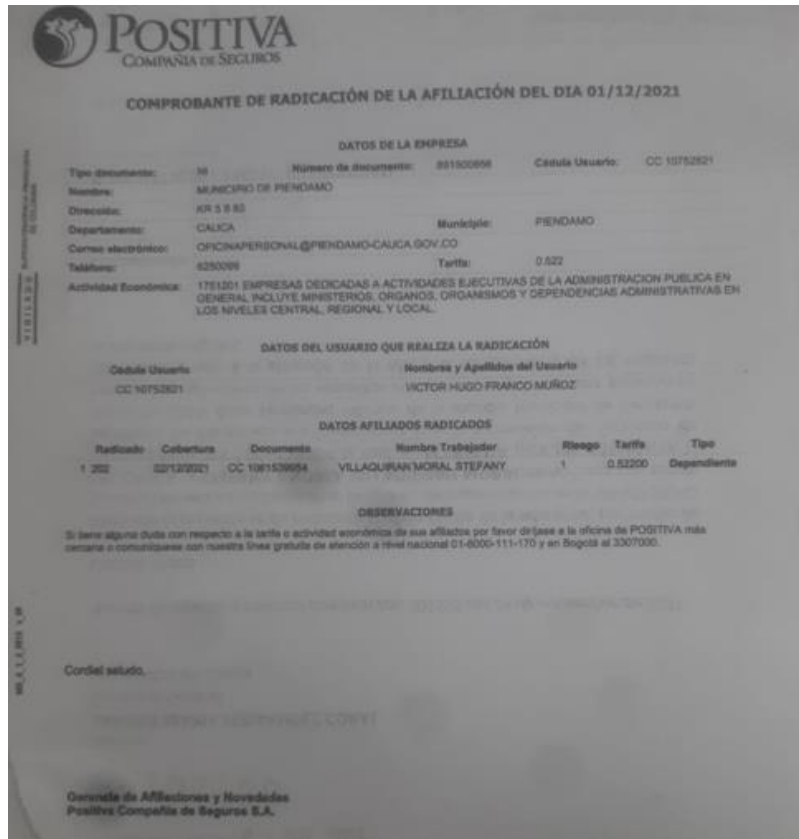 POSITIVA
COMPAÑIA DE SEGUROS
COMPROBANTE DE RADICACIÓN DE LA AFILIACIÓN DEL DIA 01/12/2021
DATOS DE LA EMPRESA
Tipo documento: Número de documento: Cédula Usuario: CC 10752821
Nombre: MUNICIPIO DE PIENDAMO
Dirección:
Departamento: CAUCA Municipio: PIENDAMO
Correo electrónico: OFICINAPERSONAL@PIENDAMO-CAUCA.GOV.CO
Teléfono: Tarifa: 0.522
Actividad Económica: 1751201 EMPRESAS DEDICADAS A ACTIVIDADES EJECUTIVAS DE LA ADMINISTRACION PUBLICA EN
GENERAL INCLUYE MINISTERIOS, ORGANOS, ORGANISMOS Y DEPENDENCIAS ADMINISTRATIVAS EN
LOS NIVELES CENTRAL, REGIONAL Y LOCAL.
DATOS DEL USUARIO QUE REALIZA LA RADICACIÓN
Cédula Usuario Nombres y Apellidos del Usuario
CC 10752821 VICTOR HUGO FRANCO MUÑOZ
DATOS AFILIADOS RADICADOS
Radicado Cobertura Documento Nombre Trabajador Riesgo Tarifa Tipo
1 202 02/12/2021 CC VILLAQUIRAN MORAL STEFANY 1 0.52200 Dependiente
OBSERVACIONES
Si tiene alguna duda con respecto a la tarifa o actividad económica de sus afiliados por favor diríjase a la oficina de POSITIVA más
cercana o comuníquese con nuestra línea gratuita de atención a nivel nacional 01-8000-111-170 y en Bogotá al 3307000.
Cordial saludo,
Gerencia de Afiliaciones y Novedades
Positiva Compañía de Seguros S.A.
VIGILADO